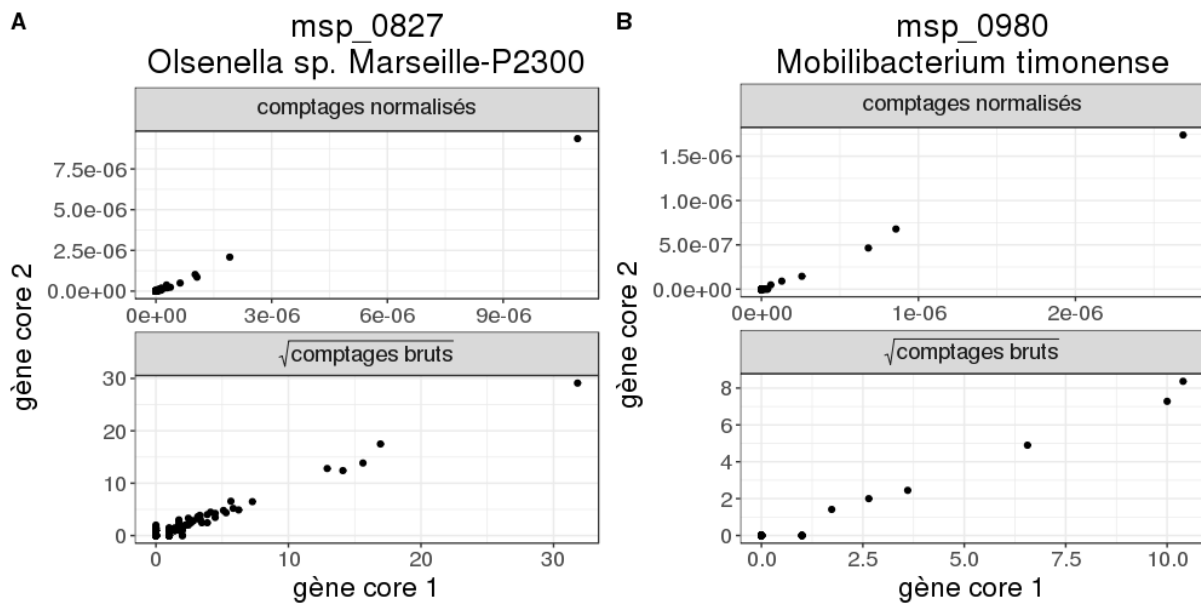 A
msp_0827
Olsenella sp. Marseille-P2300
comptages normalisés
7.5e-06
5.0e-06
2.5e-06
0.0e+00
0e+00 3e-06 6e-06 9e-06
√comptages bruts
30
20
10
0
0 10 20 30
gène core 2
gène core 1
B
msp_0980
Mobilibacterium timonense
comptages normalisés
1.5e-06
1.0e-06
5.0e-07
0.0e+00
0e+00 1e-06 2e-06
√comptages bruts
8
6
4
2
0
0.0 2.5 5.0 7.5 10.0
gène core 2
gène core 1